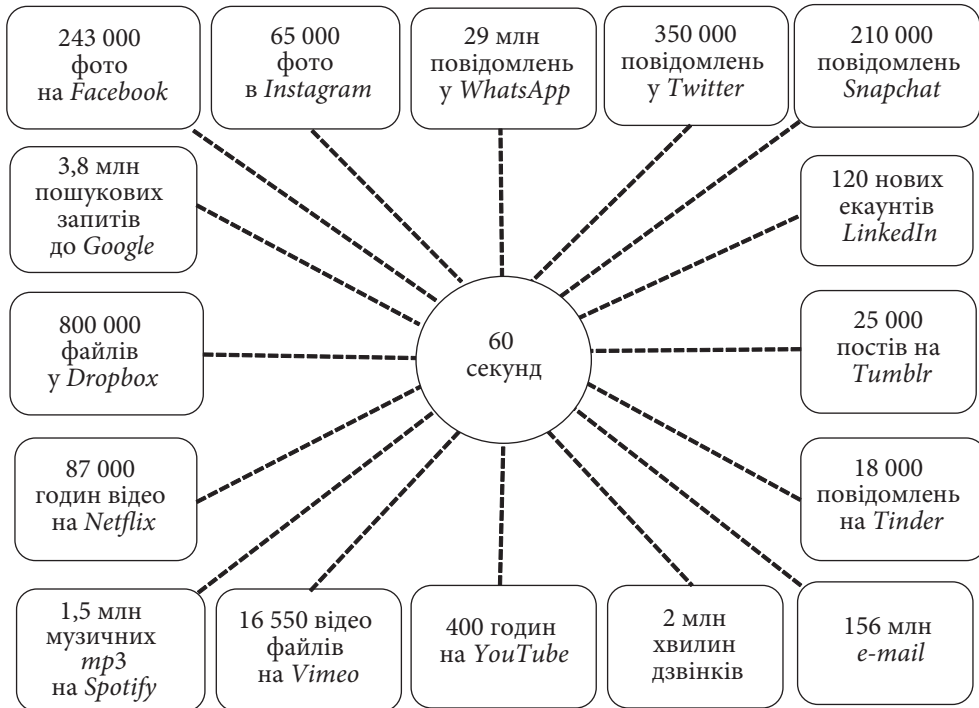 243 000
фото
на Facebook
65 000
фото
в Instagram
29 млн
повідомлень
у WhatsApp
350 000
повідомлень
у Twitter
210 000
повідомлень
Snapchat
3,8 млн
пошукових
запитів
до Google
120 нових
екаунтів
LinkedIn
800 000
файлів
у Dropbox
60
секунд
25 000
постів на
Tumblr
87 000
годин відео
на Netflix
18 000
повідомлень
на Tinder
1,5 млн
музичних
mp3
на Spotify
16 550 відео
файлів
на Vimeo
400 годин
на YouTube
2 млн
хвилин
дзвінків
156 млн
e-mail